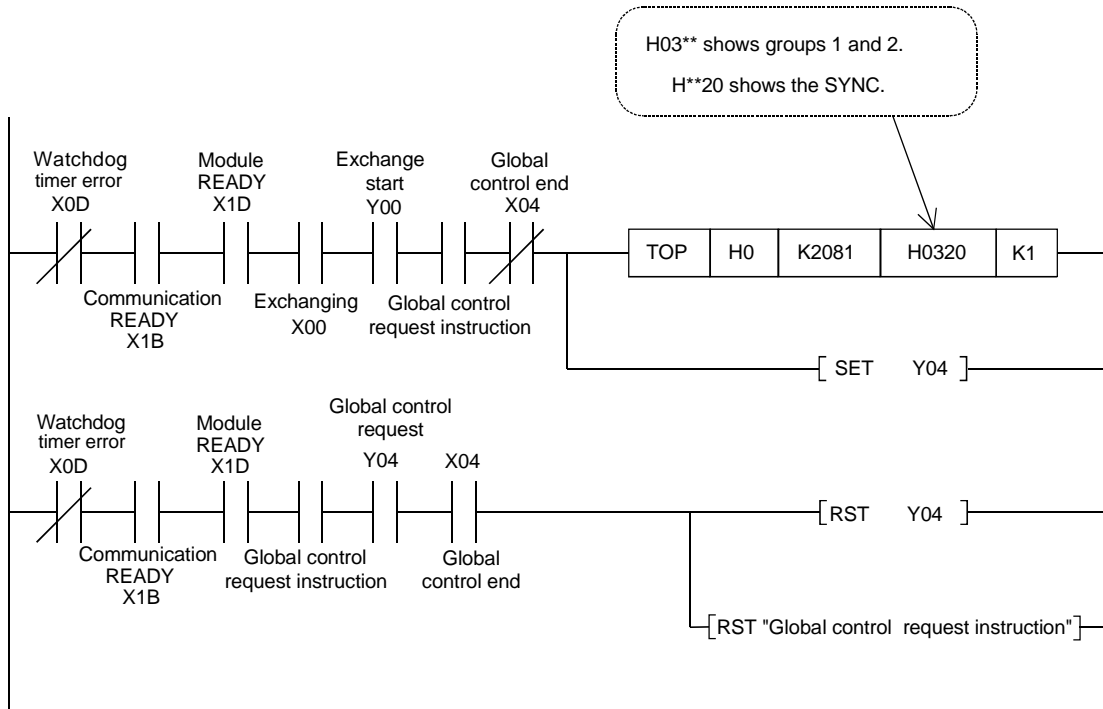 H03** shows groups 1 and 2.
H**20 shows the SYNC.
Watchdog
timer error
X0D
Module
READY
X1D
Exchange
start
Y00
Global
control end
X04
TOP H0 K2081 H0320 K1
Communication
READY
X1B
Exchanging
X00
Global control
request instruction
SET Y04
Watchdog
timer error
X0D
Module
READY
X1D
Global control
request
Y04 X04
RST Y04
Communication
READY
X1B
Global control
request instruction
Global
control end
RST "Global control request instruction"